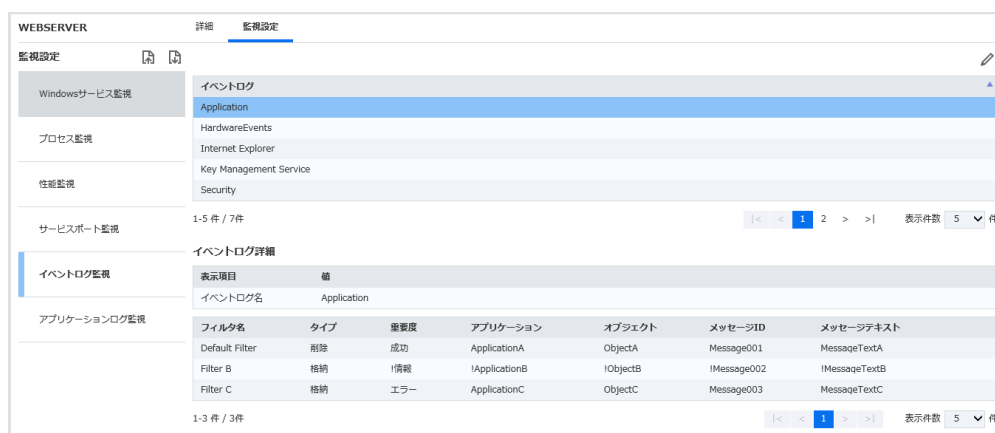 WEBSERVER
詳細 監視設定
監視設定
Windowsサービス監視
プロセス監視
性能監視
サービスポート監視
イベントログ監視
アプリケーションログ監視
イベントログ
Application
HardwareEvents
Internet Explorer
Key Management Service
Security
1-5 件 / 7件 |< < 1 2 > >| 表示件数 5 件
イベントログ詳細
表示項目 値
イベントログ名 Application
フィルタ名 タイプ 重要度 アプリケーション オブジェクト メッセージID メッセージテキスト
Default Filter 削除 成功 ApplicationA ObjectA Message001 MessageTextA
Filter B 格納 !情報 !ApplicationB !ObjectB !Message002 !MessageTextB
Filter C 格納 エラー ApplicationC ObjectC Message003 MessageTextC
1-3 件 / 3件 |< < 1 > >| 表示件数 5 件